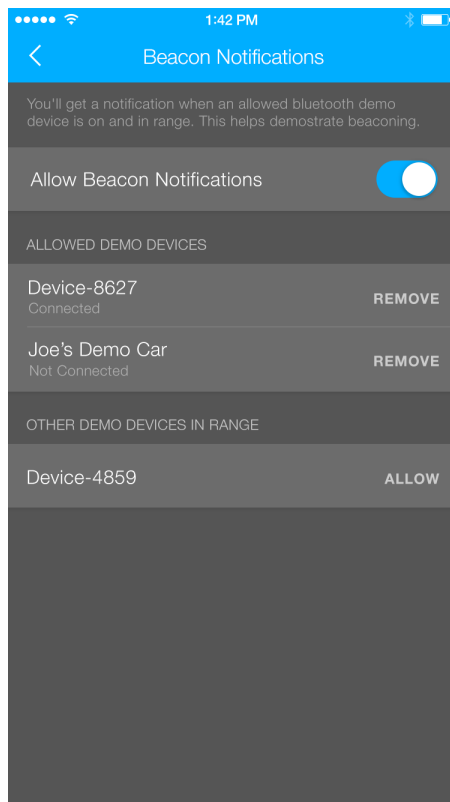 1:42 PM
Beacon Notifications
You'll get a notification when an allowed bluetooth demo
device is on and in range. This helps demostrate beaconing.
Allow Beacon Notifications
ALLOWED DEMO DEVICES
Device-8627
Connected
REMOVE
Joe's Demo Car
Not Connected
REMOVE
OTHER DEMO DEVICES IN RANGE
Device-4859
ALLOW